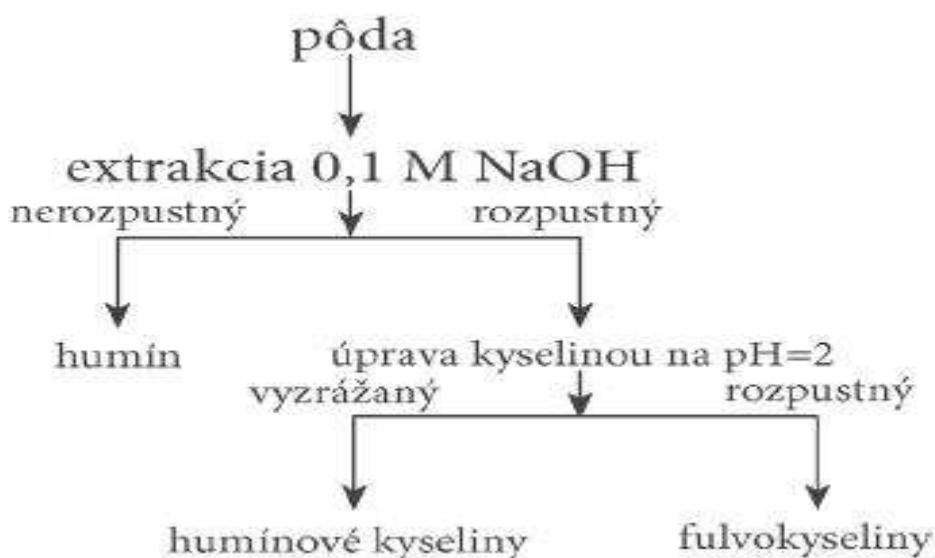 pôda
extrakcia 0,1 M NaOH
nerozpustný rozpustný
humín úprava kyselinou na pH=2
vyzrážaný rozpustný
humínové kyseliny fulvokyseliny